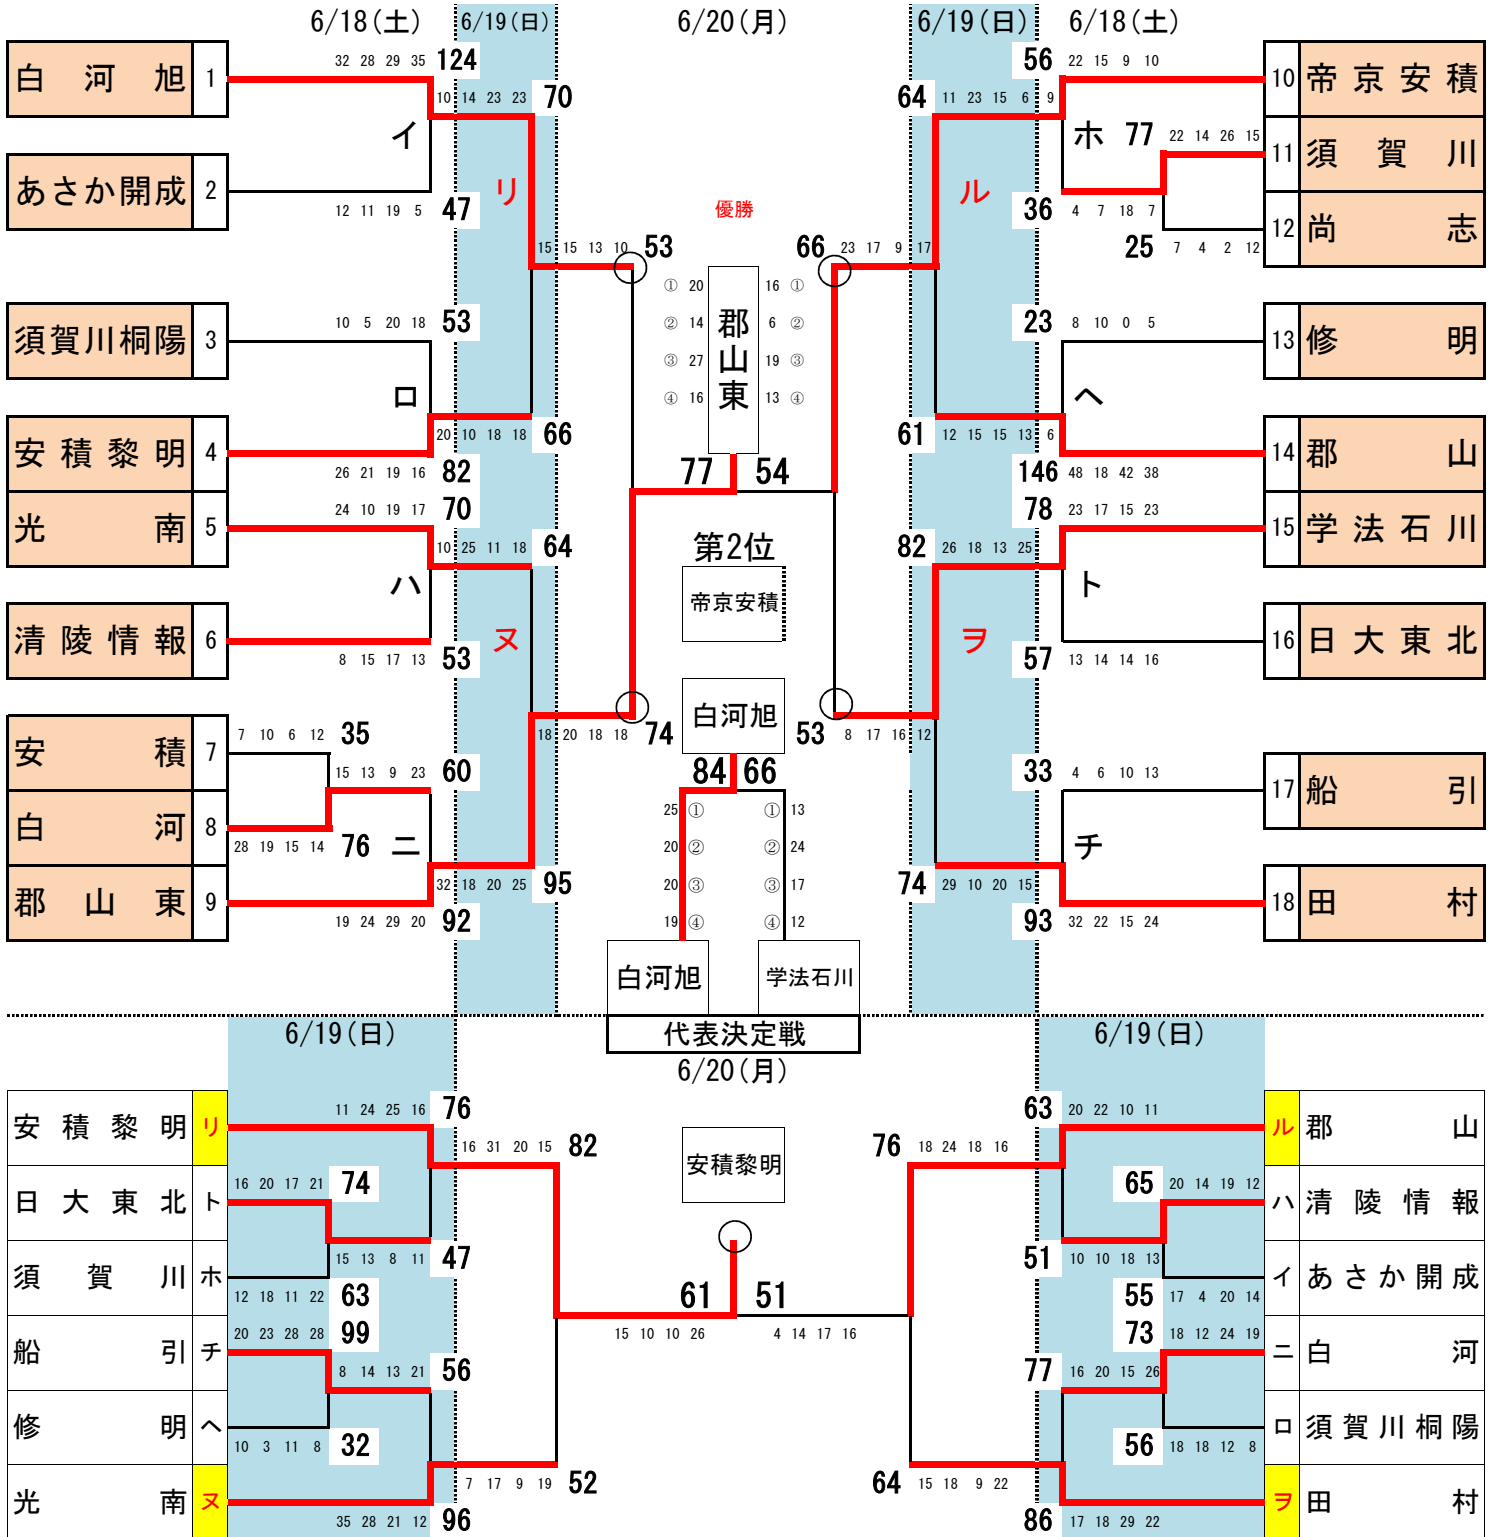 6/18(土) 6/19(日) 6/20(月) 6/19(日) 6/18(土)
白河旭 1
32 28 29 35 124
10 14 23 23 70
イ
あさか開成 2
12 11 19 5 47
リ
15 15 13 10 53
須賀川桐陽 3
10 5 20 18 53
ロ
20 10 18 18 66
安積黎明 4
26 21 19 16 82
光南 5
24 10 19 17 70
10 25 11 18 64
ハ
清陵情報 6
8 15 17 13 53
ヌ
18 20 18 18 74
安積 7
7 10 6 12 35
15 13 9 23 60
白河 8
28 19 15 14 76
ニ
32 18 20 25 95
郡山東 9
19 24 29 20 92
優勝
郡山東
① 20 16 ①
② 14 6 ②
③ 27 19 ③
④ 16 13 ④
77 54
第2位
帝京安積
白河旭
84 66
25 ① ① 13
20 ② ② 24
20 ③ ③ 17
19 ④ ④ 12
白河旭 学法石川
代表決定戦
56 22 15 9 10
10 帝京安積
64 11 23 15 6 9
ホ
77 22 14 26 15
11 須賀川
36 4 7 18 7
12 尚志
25 7 4 2 12
ル
66 23 17 9 17
23 8 10 0 5
13 修明
ヘ
61 12 15 15 13 6
14 郡山
146 48 18 42 38
78 23 17 15 23
15 学法石川
82 26 18 13 25
ト
16 日大東北
57 13 14 14 16
ヲ
53 8 17 16 12
33 4 6 10 13
17 船引
チ
74 29 10 20 15
18 田村
93 32 22 15 24
6/19(日) 6/20(月) 6/19(日)
安積黎明 リ
11 24 25 16 76
16 31 20 15 82
日大東北 ト
16 20 17 21 74
15 13 8 11 47
須賀川 ホ
12 18 11 22 63
船引 チ
20 23 28 28 99
8 14 13 21 56
修明 ヘ
10 3 11 8 32
7 17 9 19 52
光南 ヌ
35 28 21 12 96
安積黎明
61 51
15 10 10 26 4 14 17 16
63 20 22 10 11
ル 郡山
76 18 24 18 16
65 20 14 19 12
ハ 清陵情報
51 10 10 18 13
イ あさか開成
55 17 4 20 14
73 18 12 24 19
ニ 白河
77 16 20 15 26
ロ 須賀川桐陽
56 18 18 12 8
64 15 18 9 22
ヲ 田村
86 17 18 29 22